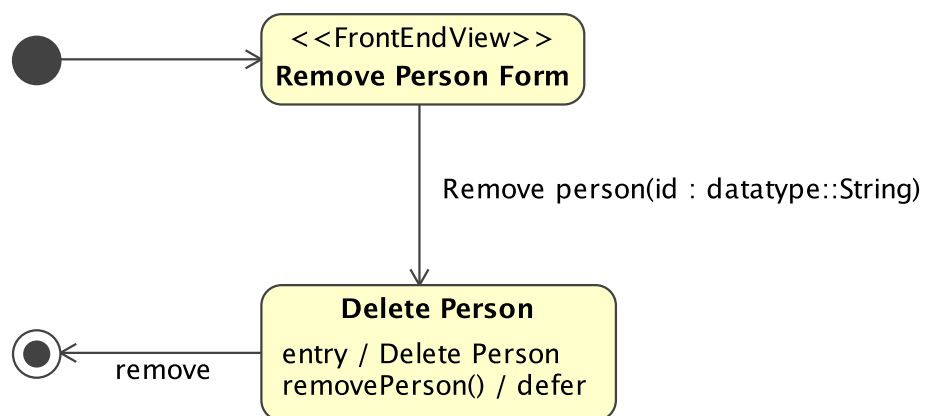 <<FrontEndView>>
Remove Person Form
Remove person(id : datatype::String)
Delete Person
entry / Delete Person
removePerson() / defer
remove